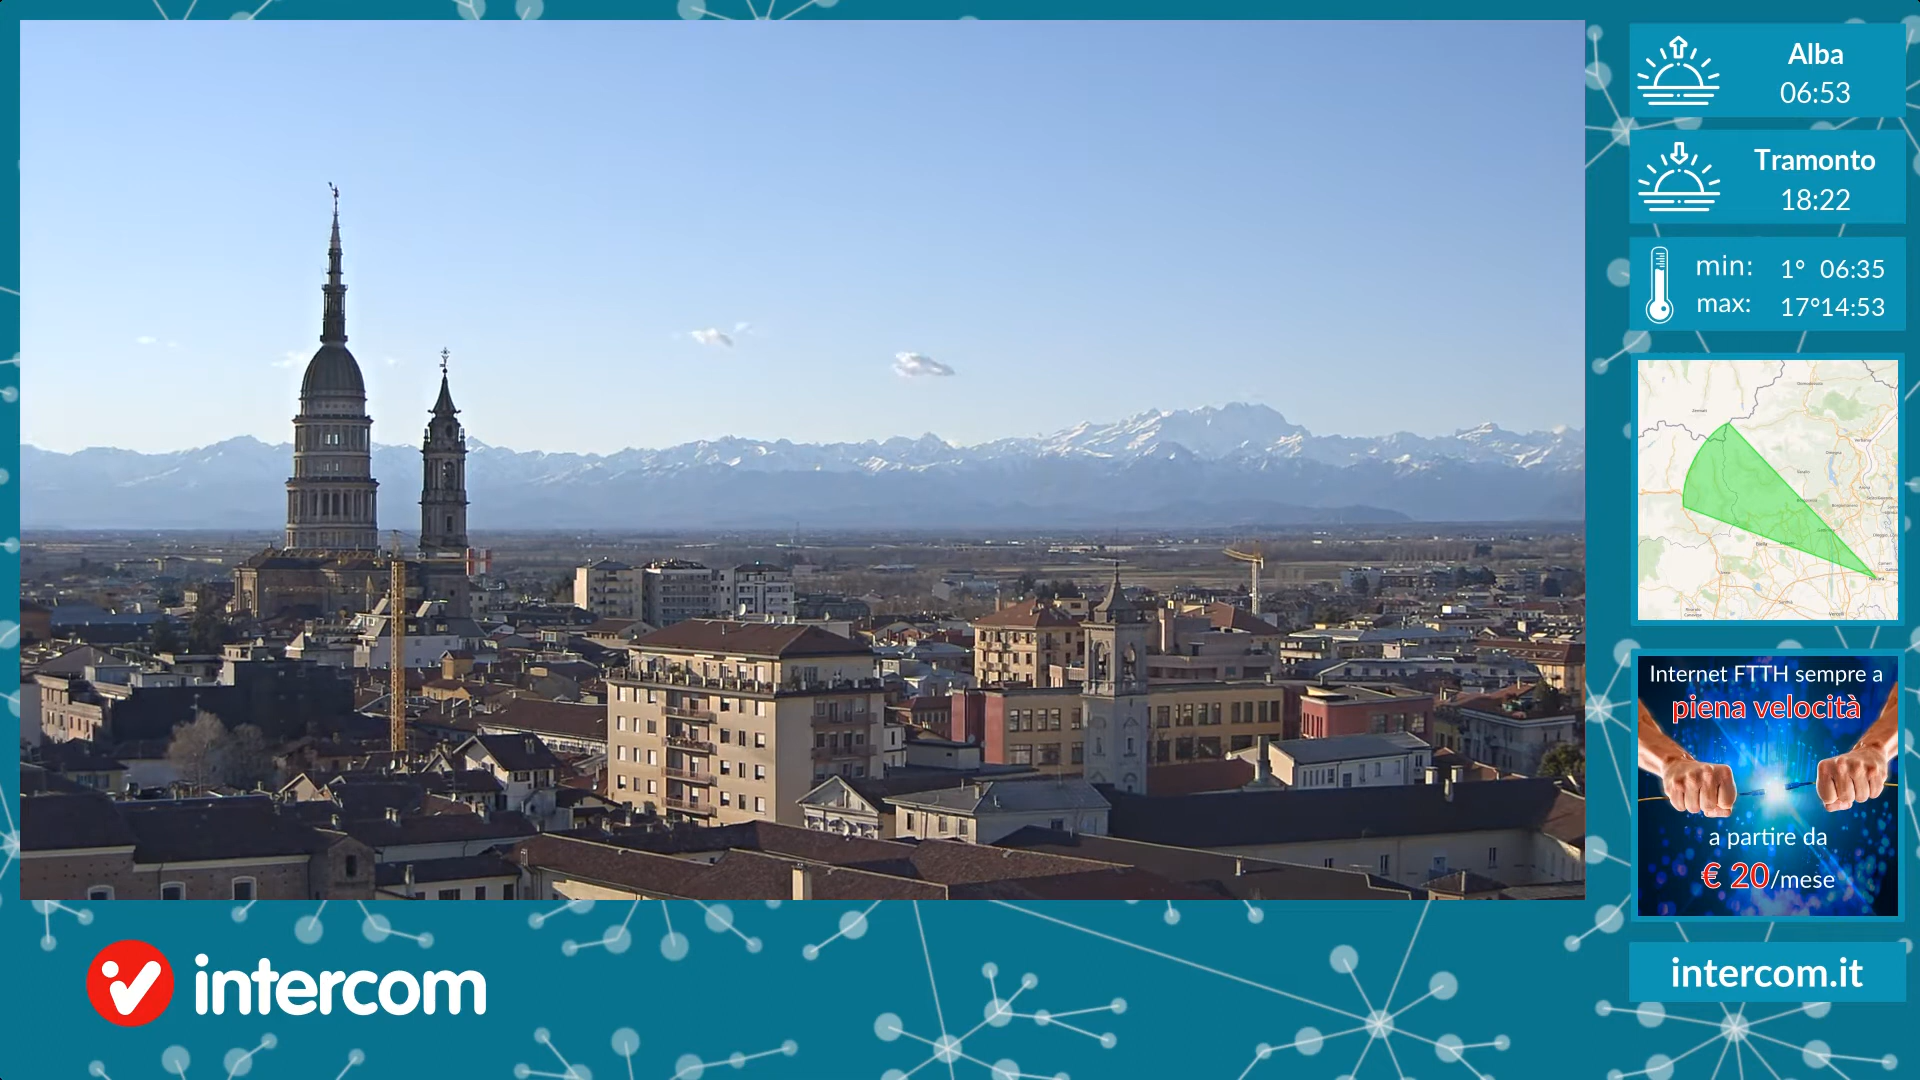 Alba
06:53
Tramonto
18:22
min: 1° 06:35
max: 17° 14:53
Internet FTTH sempre a
piena velocità
a partire da
€ 20/mese
intercom
intercom.it